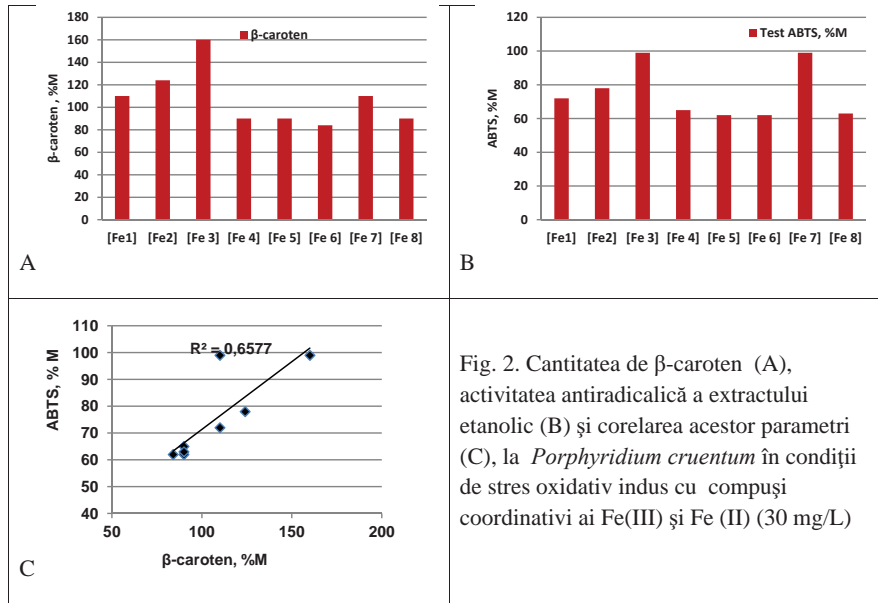 180
160
140
120
100
80
60
40
20
0
β-caroten , %M
β-caroten
[Fe1] [Fe2] [Fe 3] [Fe 4] [Fe 5] [Fe 6] [Fe 7] [Fe 8]
A
120
100
80
60
40
20
0
ABTS, %M
Test ABTS, %M
[Fe1] [Fe2] [Fe 3] [Fe 4] [Fe 5] [Fe 6] [Fe 7] [Fe 8]
B
110
100
90
80
70
60
50
40
ABTS, % M
R² = 0,6577
50 100 150 200
β-caroten, %M
C
Fig. 2. Cantitatea de β-caroten (A),
activitatea antiradicalică a extractului
etanolic (B) şi corelarea acestor parametri
(C), la Porphyridium cruentum în condiţii
de stres oxidativ indus cu compuşi
coordinativi ai Fe(III) şi Fe (II) (30 mg/L)